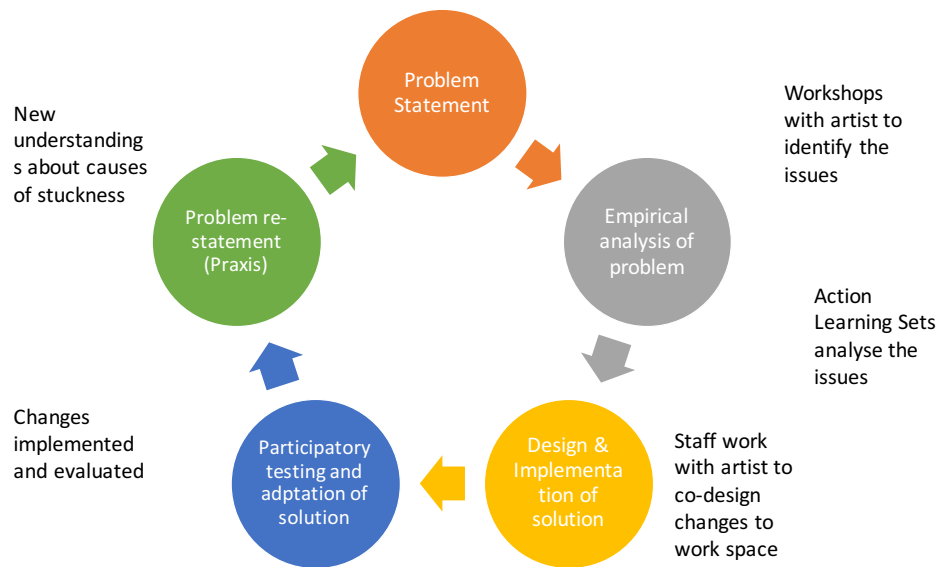 Problem
Statement
Workshops
with artist to
identify the
issues
Empirical
analysis of
problem
Action
Learning Sets
analyse the
issues
Design &
Implementa
tion of
solution
Staff work
with artist to
co-design
changes to
work space
Participatory
testing and
adptation of
solution
Changes
implemented
and evaluated
Problem re-
statement
(Praxis)
New
understanding
s about causes
of stuckness